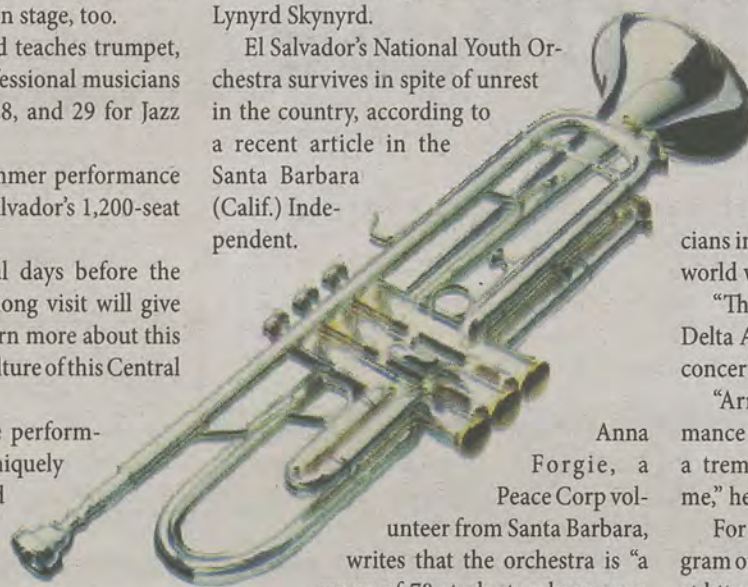 n stage, too.
d teaches trumpet,
fessional musicians
8, and 29 for Jazz
mmer performance
lvador's 1,200-seat
l days before the
long visit will give
rn more about this
lture of this Central
e perform-
niquely
d
Lynyrd Skynyrd.
El Salvador's National Youth Or-
chestra survives in spite of unrest
in the country, according to
a recent article in the
Santa Barbara
(Calif.) Inde-
pendent.
Anna
Forgie, a
Peace Corp vol-
unteer from Santa Barbara,
writes that the orchestra is "a
cians in
world w
"Th
Delta A
concer
"Arr
mance
a trem
me," he
For
gram o